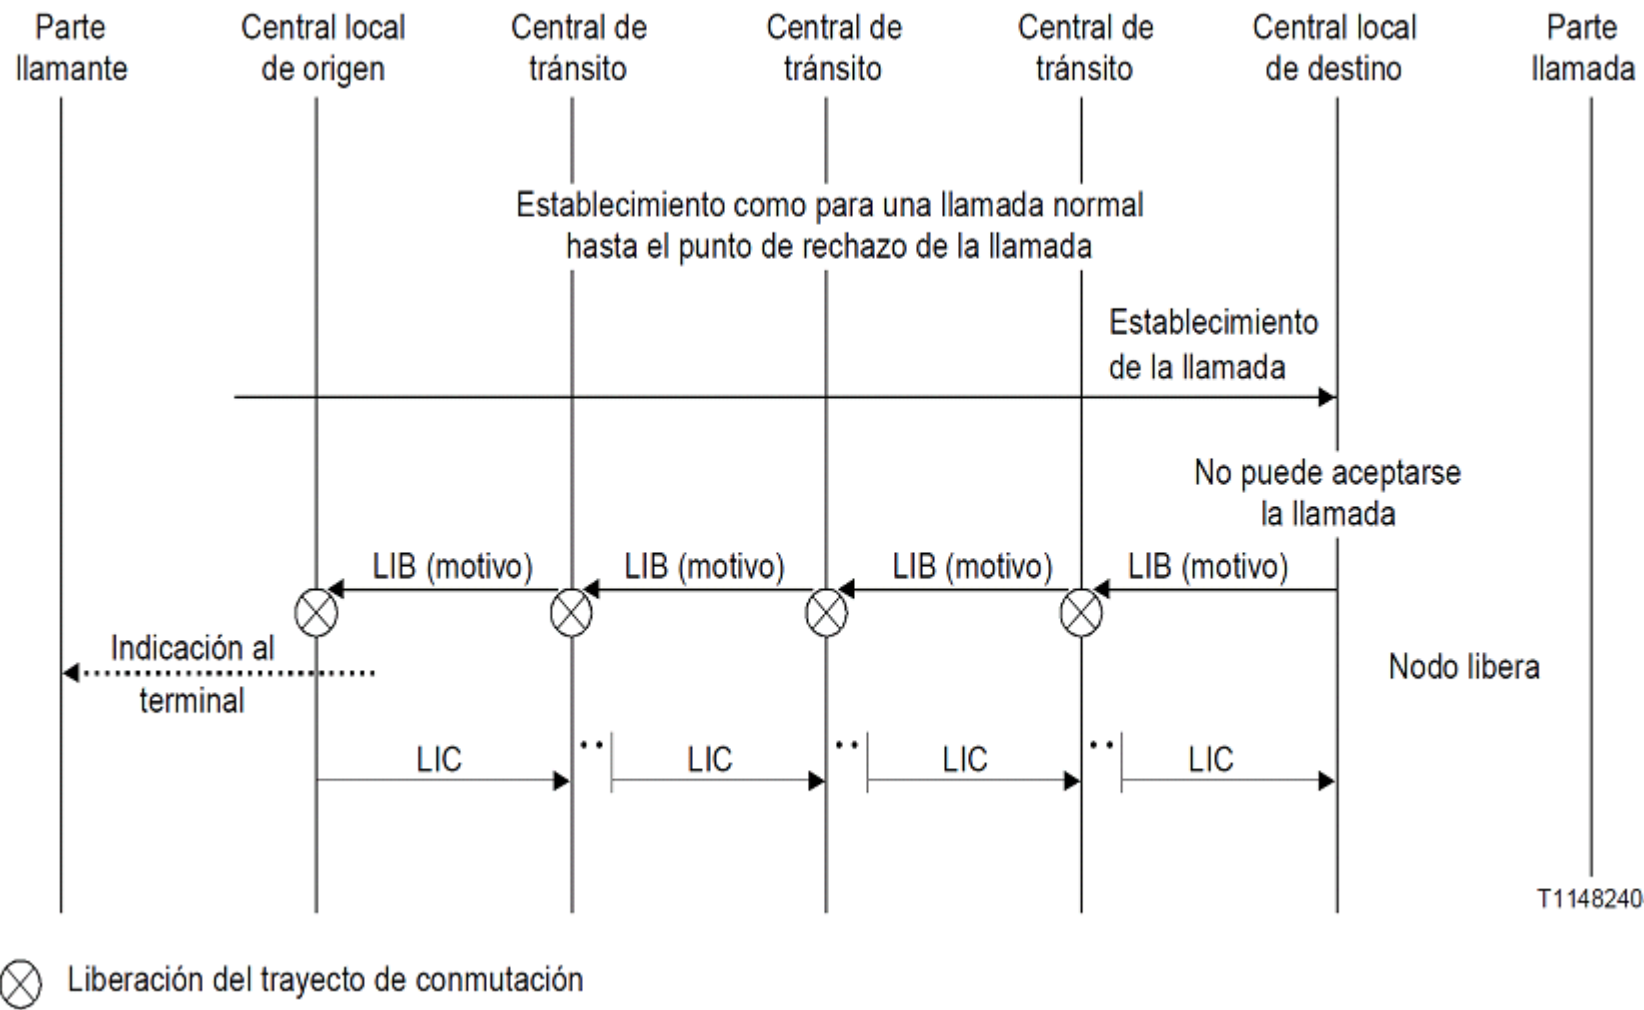 Parte
llamante
Central local
de origen
Central de
tránsito
Central de
tránsito
Central de
tránsito
Central local
de destino
Parte
llamada
Establecimiento como para una llamada normal
hasta el punto de rechazo de la llamada
Establecimiento
de la llamada
No puede aceptarse
la llamada
LIB (motivo)
LIB (motivo)
LIB (motivo)
LIB (motivo)
Indicación al
terminal
Nodo libera
LIC
LIC
LIC
LIC
T1148240
Liberación del trayecto de conmutación